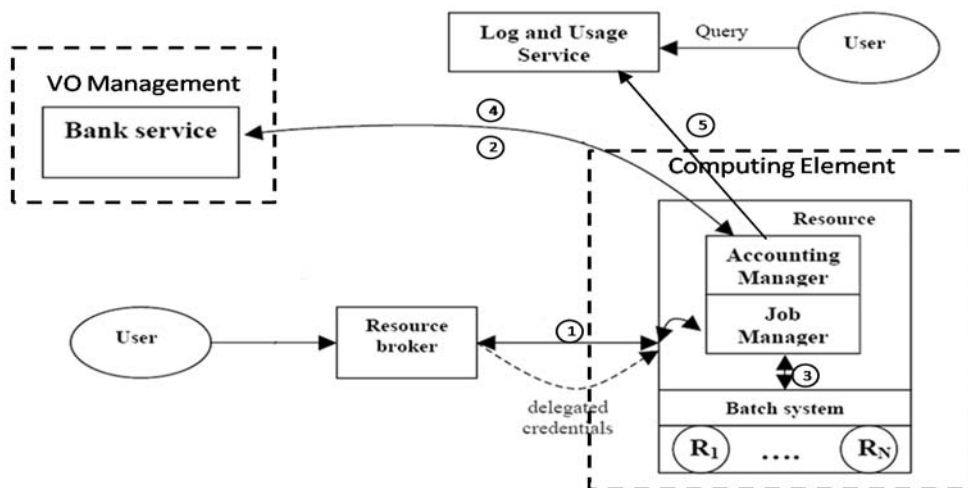 Log and Usage
Service
Query
User
VO Management
Bank service
4
2
5
Computing Element
Resource
Accounting
Manager
Job
Manager
User
Resource
broker
1
3
delegated
credentials
Batch system
R1
....
RN